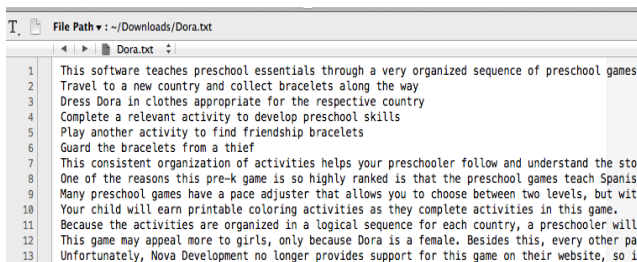 T. File Path ▾ : ~/Downloads/Dora.txt
◀ ▶ Dora.txt
1 This software teaches preschool essentials through a very organized sequence of preschool games
2 Travel to a new country and collect bracelets along the way
3 Dress Dora in clothes appropriate for the respective country
4 Complete a relevant activity to develop preschool skills
5 Play another activity to find friendship bracelets
6 Guard the bracelets from a thief
7 This consistent organization of activities helps your preschooler follow and understand the sto
8 One of the reasons this pre-k game is so highly ranked is that the preschool games teach Spanis
9 Many preschool games have a pace adjuster that allows you to choose between two levels, but wit
10 Your child will earn printable coloring activities as they complete activities in this game.
11 Because the activities are organized in a logical sequence for each country, a preschooler will
12 This game may appeal more to girls, only because Dora is a female. Besides this, every other pa
13 Unfortunately, Nova Development no longer provides support for this game on their website, so i